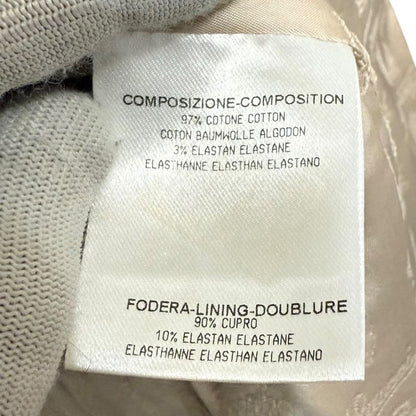 COMPOSIZIONE-COMPOSITION
97% COTONE COTTON
COTON BAUMWOLLE ALGODON
3% ELASTAN ELASTANE
ELASTHANNE ELASTHAN ELASTANO
FODERA-LINING-DOUBLURE
90% CUPRO
10% ELASTAN ELASTANE
ELASTHANNE ELASTHAN ELASTANO